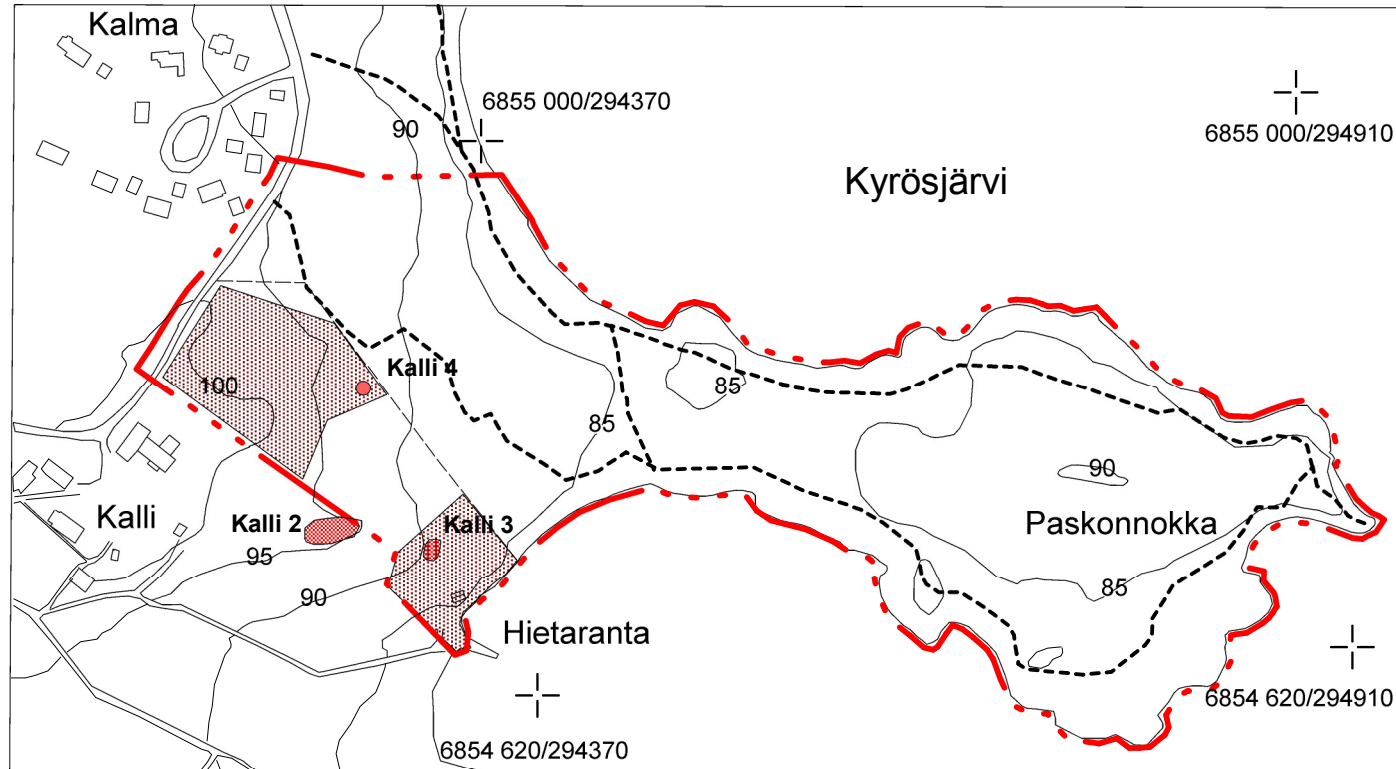 Kalma
6855 000/294370
90
6855 000/294910
Kyrösjärvi
Kalli 4
100
85
85
90
Kalli
Kalli 2
Kalli 3
Paskonnokka
95
90
85
Hietaranta
6854 620/294910
6854 620/294370